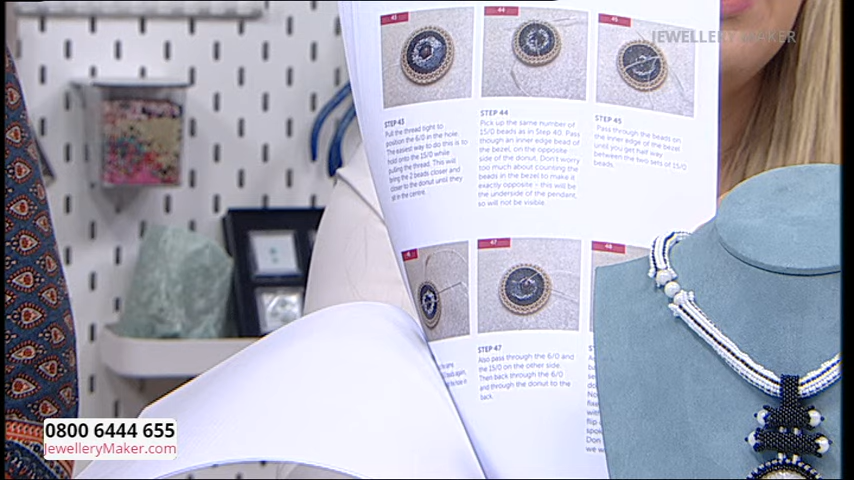 JEWELLERY MAKER
43
44
45
STEP 43
Pull the thread tight to
position the 6/0 in the hole.
The easiest way to do this is to
hold onto the 15/0 while
pulling the thread. This will
bring the 2 beads closer and
closer to the donut until they
sit in the centre.
STEP 44
Pick up the same number of
15/0 beads as in Step 40. Pass
though an inner edge bead of
the bezel, on the opposite
side of the donut. Don't worry
too much about counting the
beads in the bezel to make it
exactly opposite - this will be
the underside of the pendant,
so will not be visible.
STEP 45
Pass through the beads on
the inner edge of the bezel
until you get half way
between the two sets of 15/0
beads.
47
48
STEP 47
Also pass through the 6/0 and
the 15/0 on the other side.
Then back through the 6/0
and through the donut to the
back.
0800 6444 655
JewelleryMaker.com